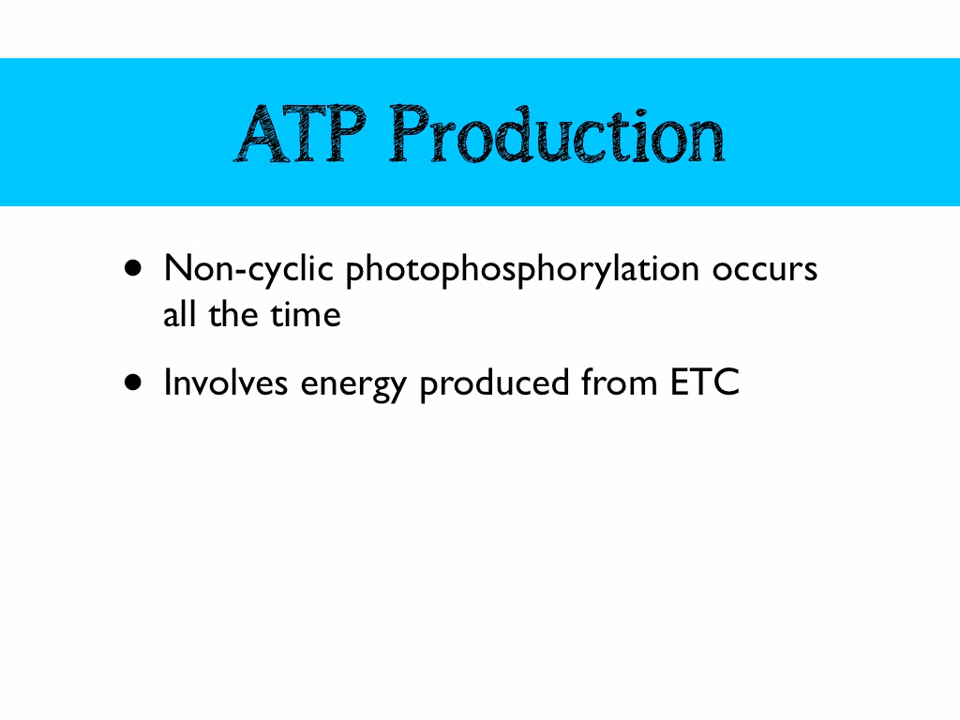 ATP Production
• Non-cyclic photophosphorylation occurs
all the time
• Involves energy produced from ETC